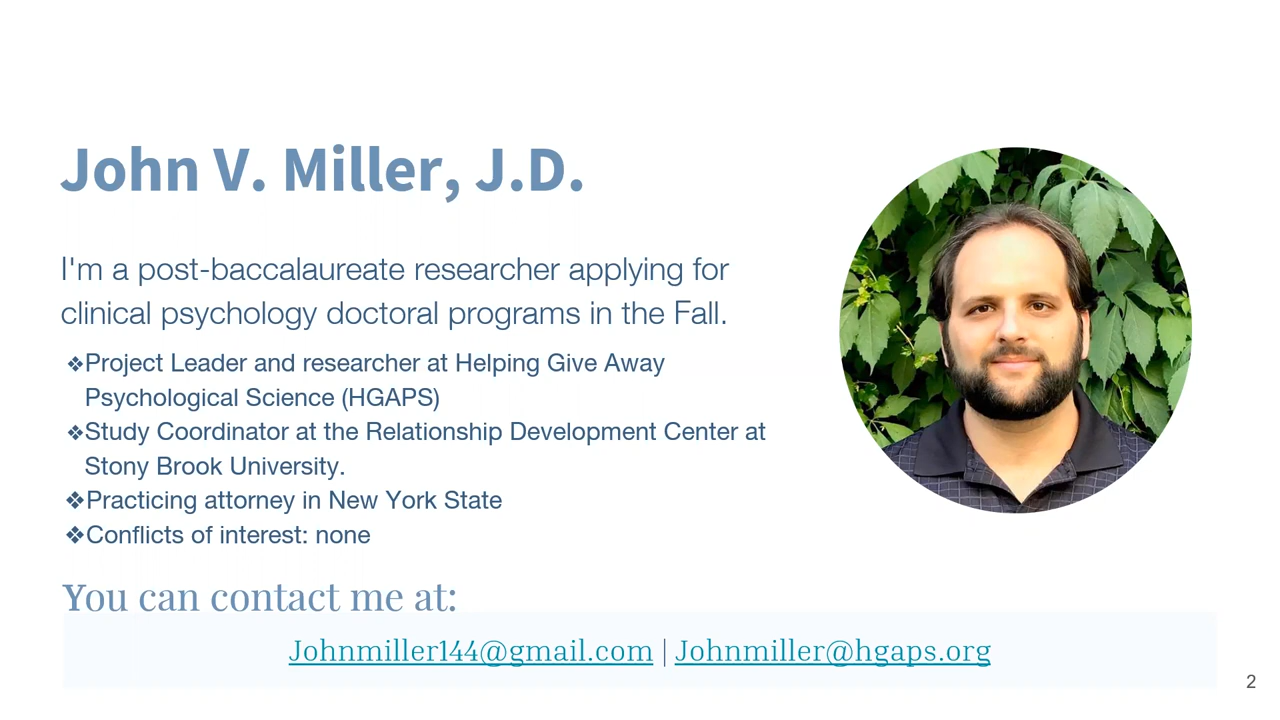 John V. Miller, J.D.
I'm a post-baccalaureate researcher applying for
clinical psychology doctoral programs in the Fall.
❖Project Leader and researcher at Helping Give Away
Psychological Science (HGAPS)
❖Study Coordinator at the Relationship Development Center at
Stony Brook University.
❖Practicing attorney in New York State
❖Conflicts of interest: none
You can contact me at:
Johnmiller144@gmail.com | Johnmiller@hgaps.org
2